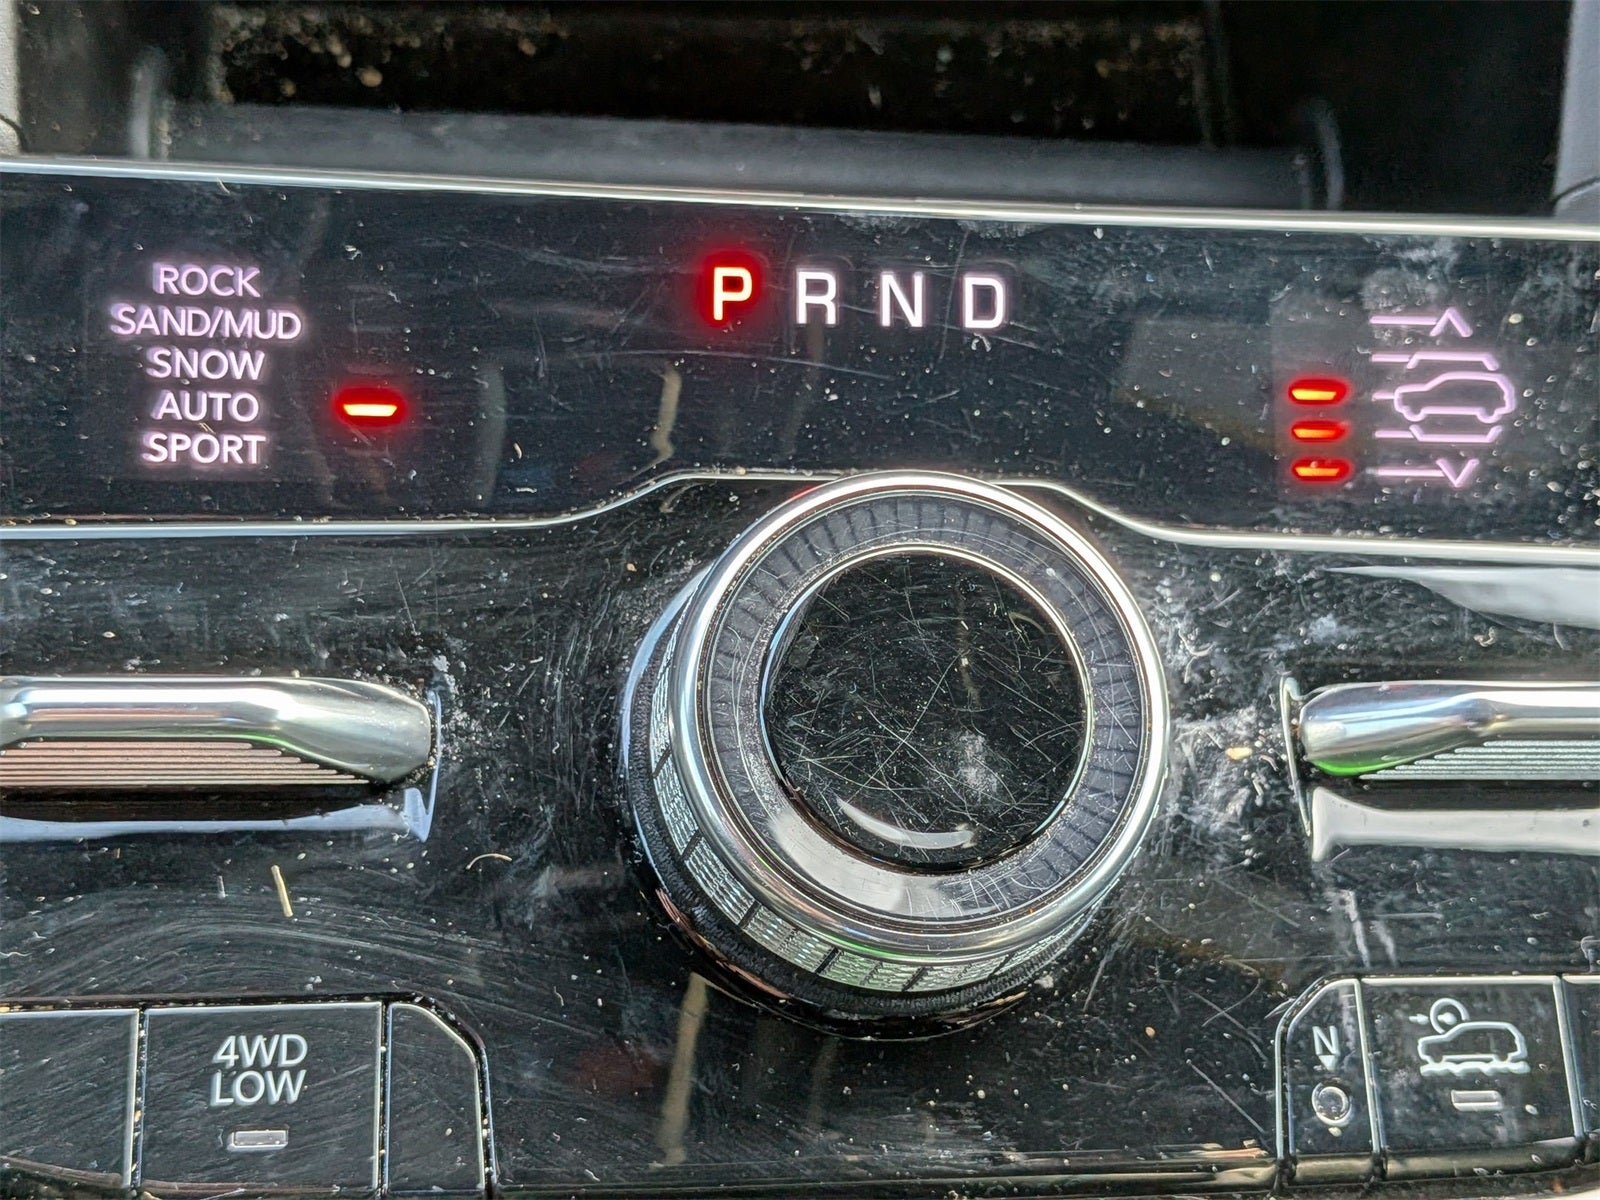 ROCK
SAND/MUD
SNOW
AUTO
SPORT
P R N D
4WD
LOW
N